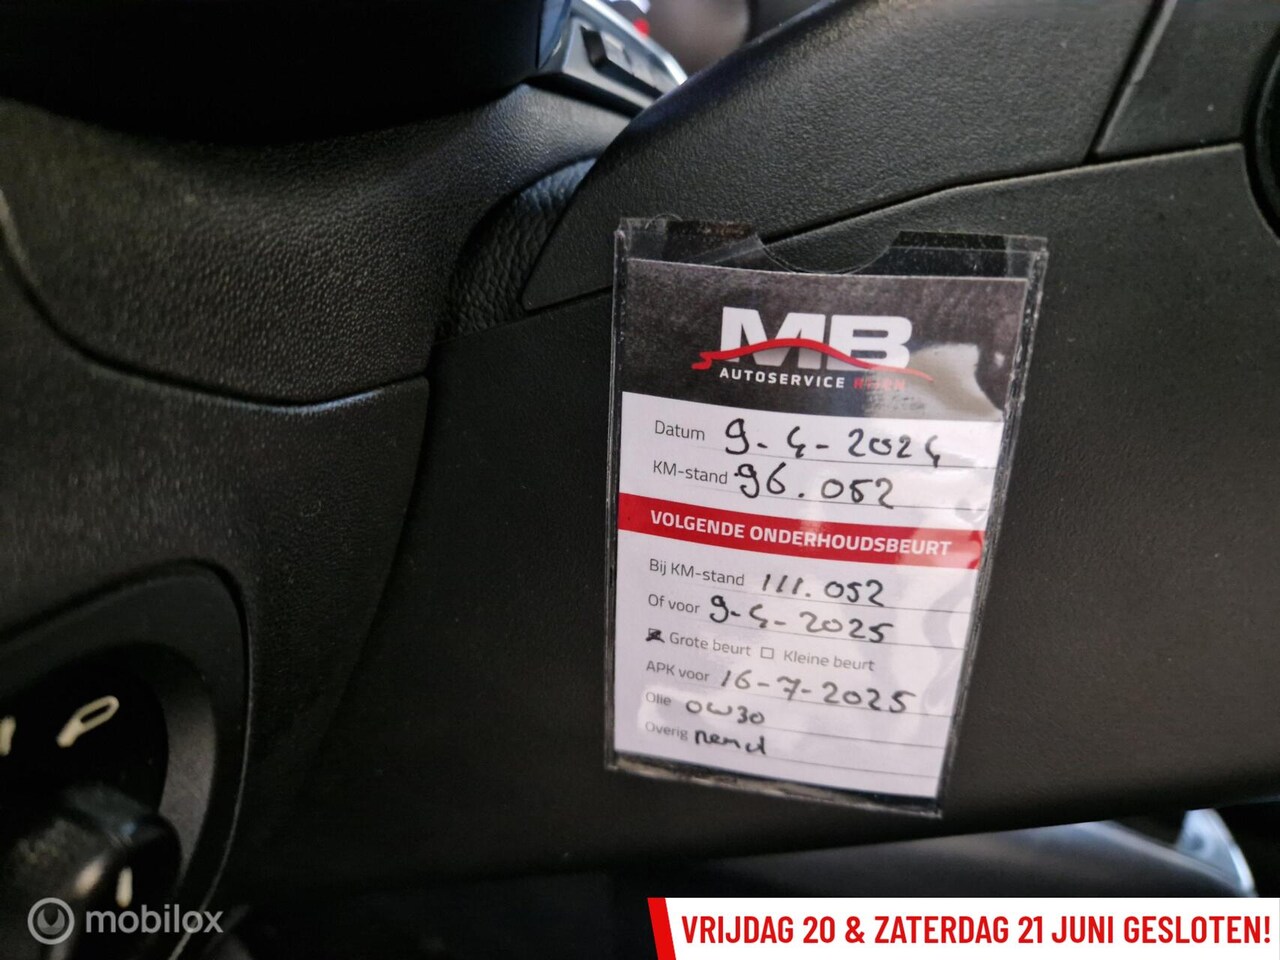 MB
AUTOSERVICE HORN
Datum 9-4-2024
KM-stand 96.052
VOLGENDE ONDERHOUDSBEURT
Bij KM-stand 111.052
Of voor 9-4-2025
Grote beurt Kleine beurt
APK voor 16-7-2025
Olie 0W30
Overig
P
mobilox
VRIJDAG 20 & ZATERDAG 21 JUNI GESLOTEN!